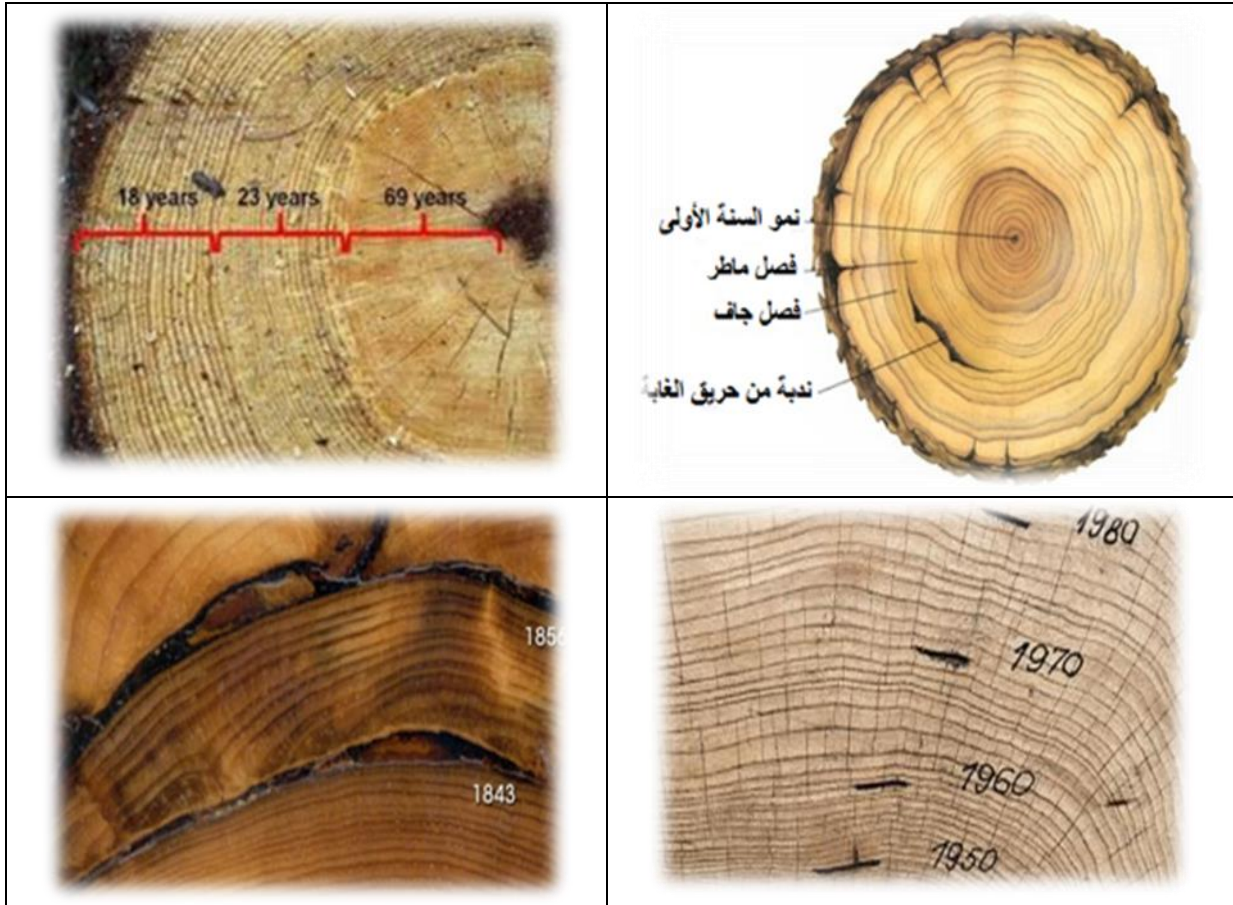 18 years
23 years
69 years
نمو السنة الأولى
فصل ماطر
فصل جاف
ندبة من حريق الغابة
1856
1843
1980
1970
1960
1950